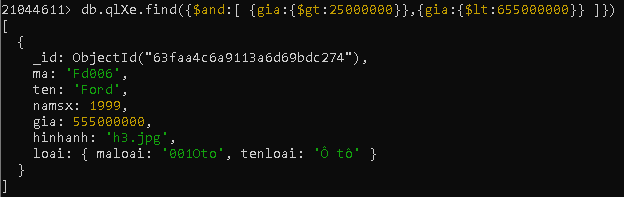 21044611> db.qlXe.find({$and:[ {gia:{$gt:25000000}},{gia:{$lt:655000000}} ]})
[
  {
    _id: ObjectId("63faa4c6a9113a6d69bdc274"),
    ma: 'Fd006',
    ten: 'Ford',
    namsx: 1999,
    gia: 555000000,
    hinhanh: 'h3.jpg',
    loai: { maloai: '001Oto', tenloai: 'Ô tô' }
  }
]